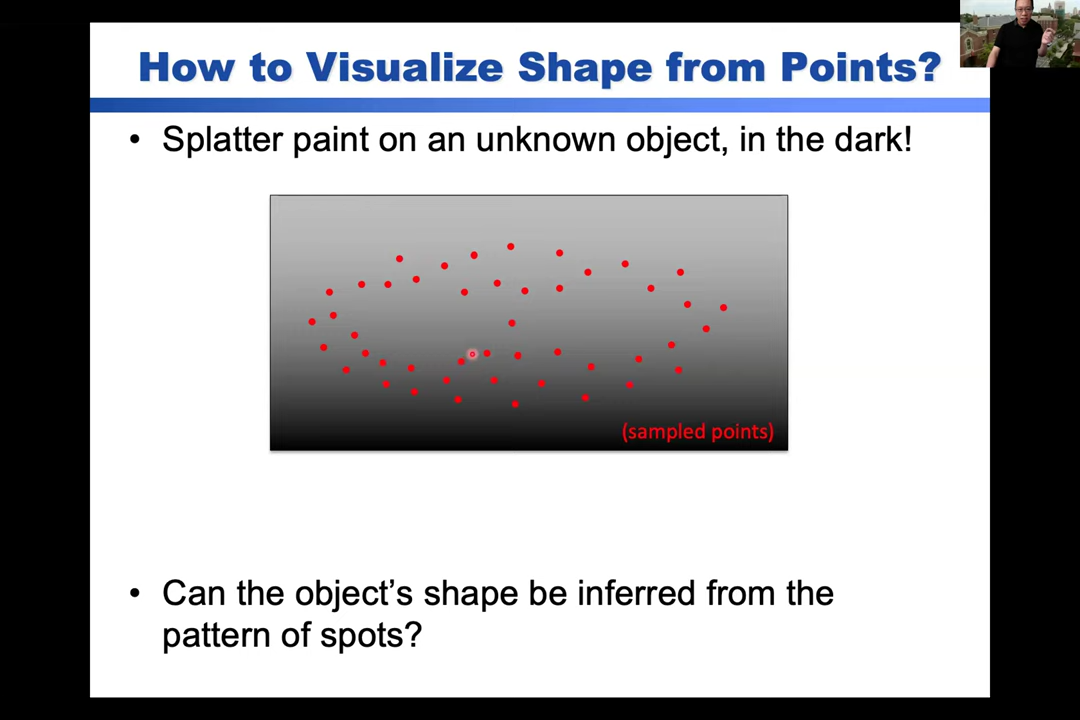 How to Visualize Shape from Points?
• Splatter paint on an unknown object, in the dark!
(sampled points)
• Can the object’s shape be inferred from the
pattern of spots?